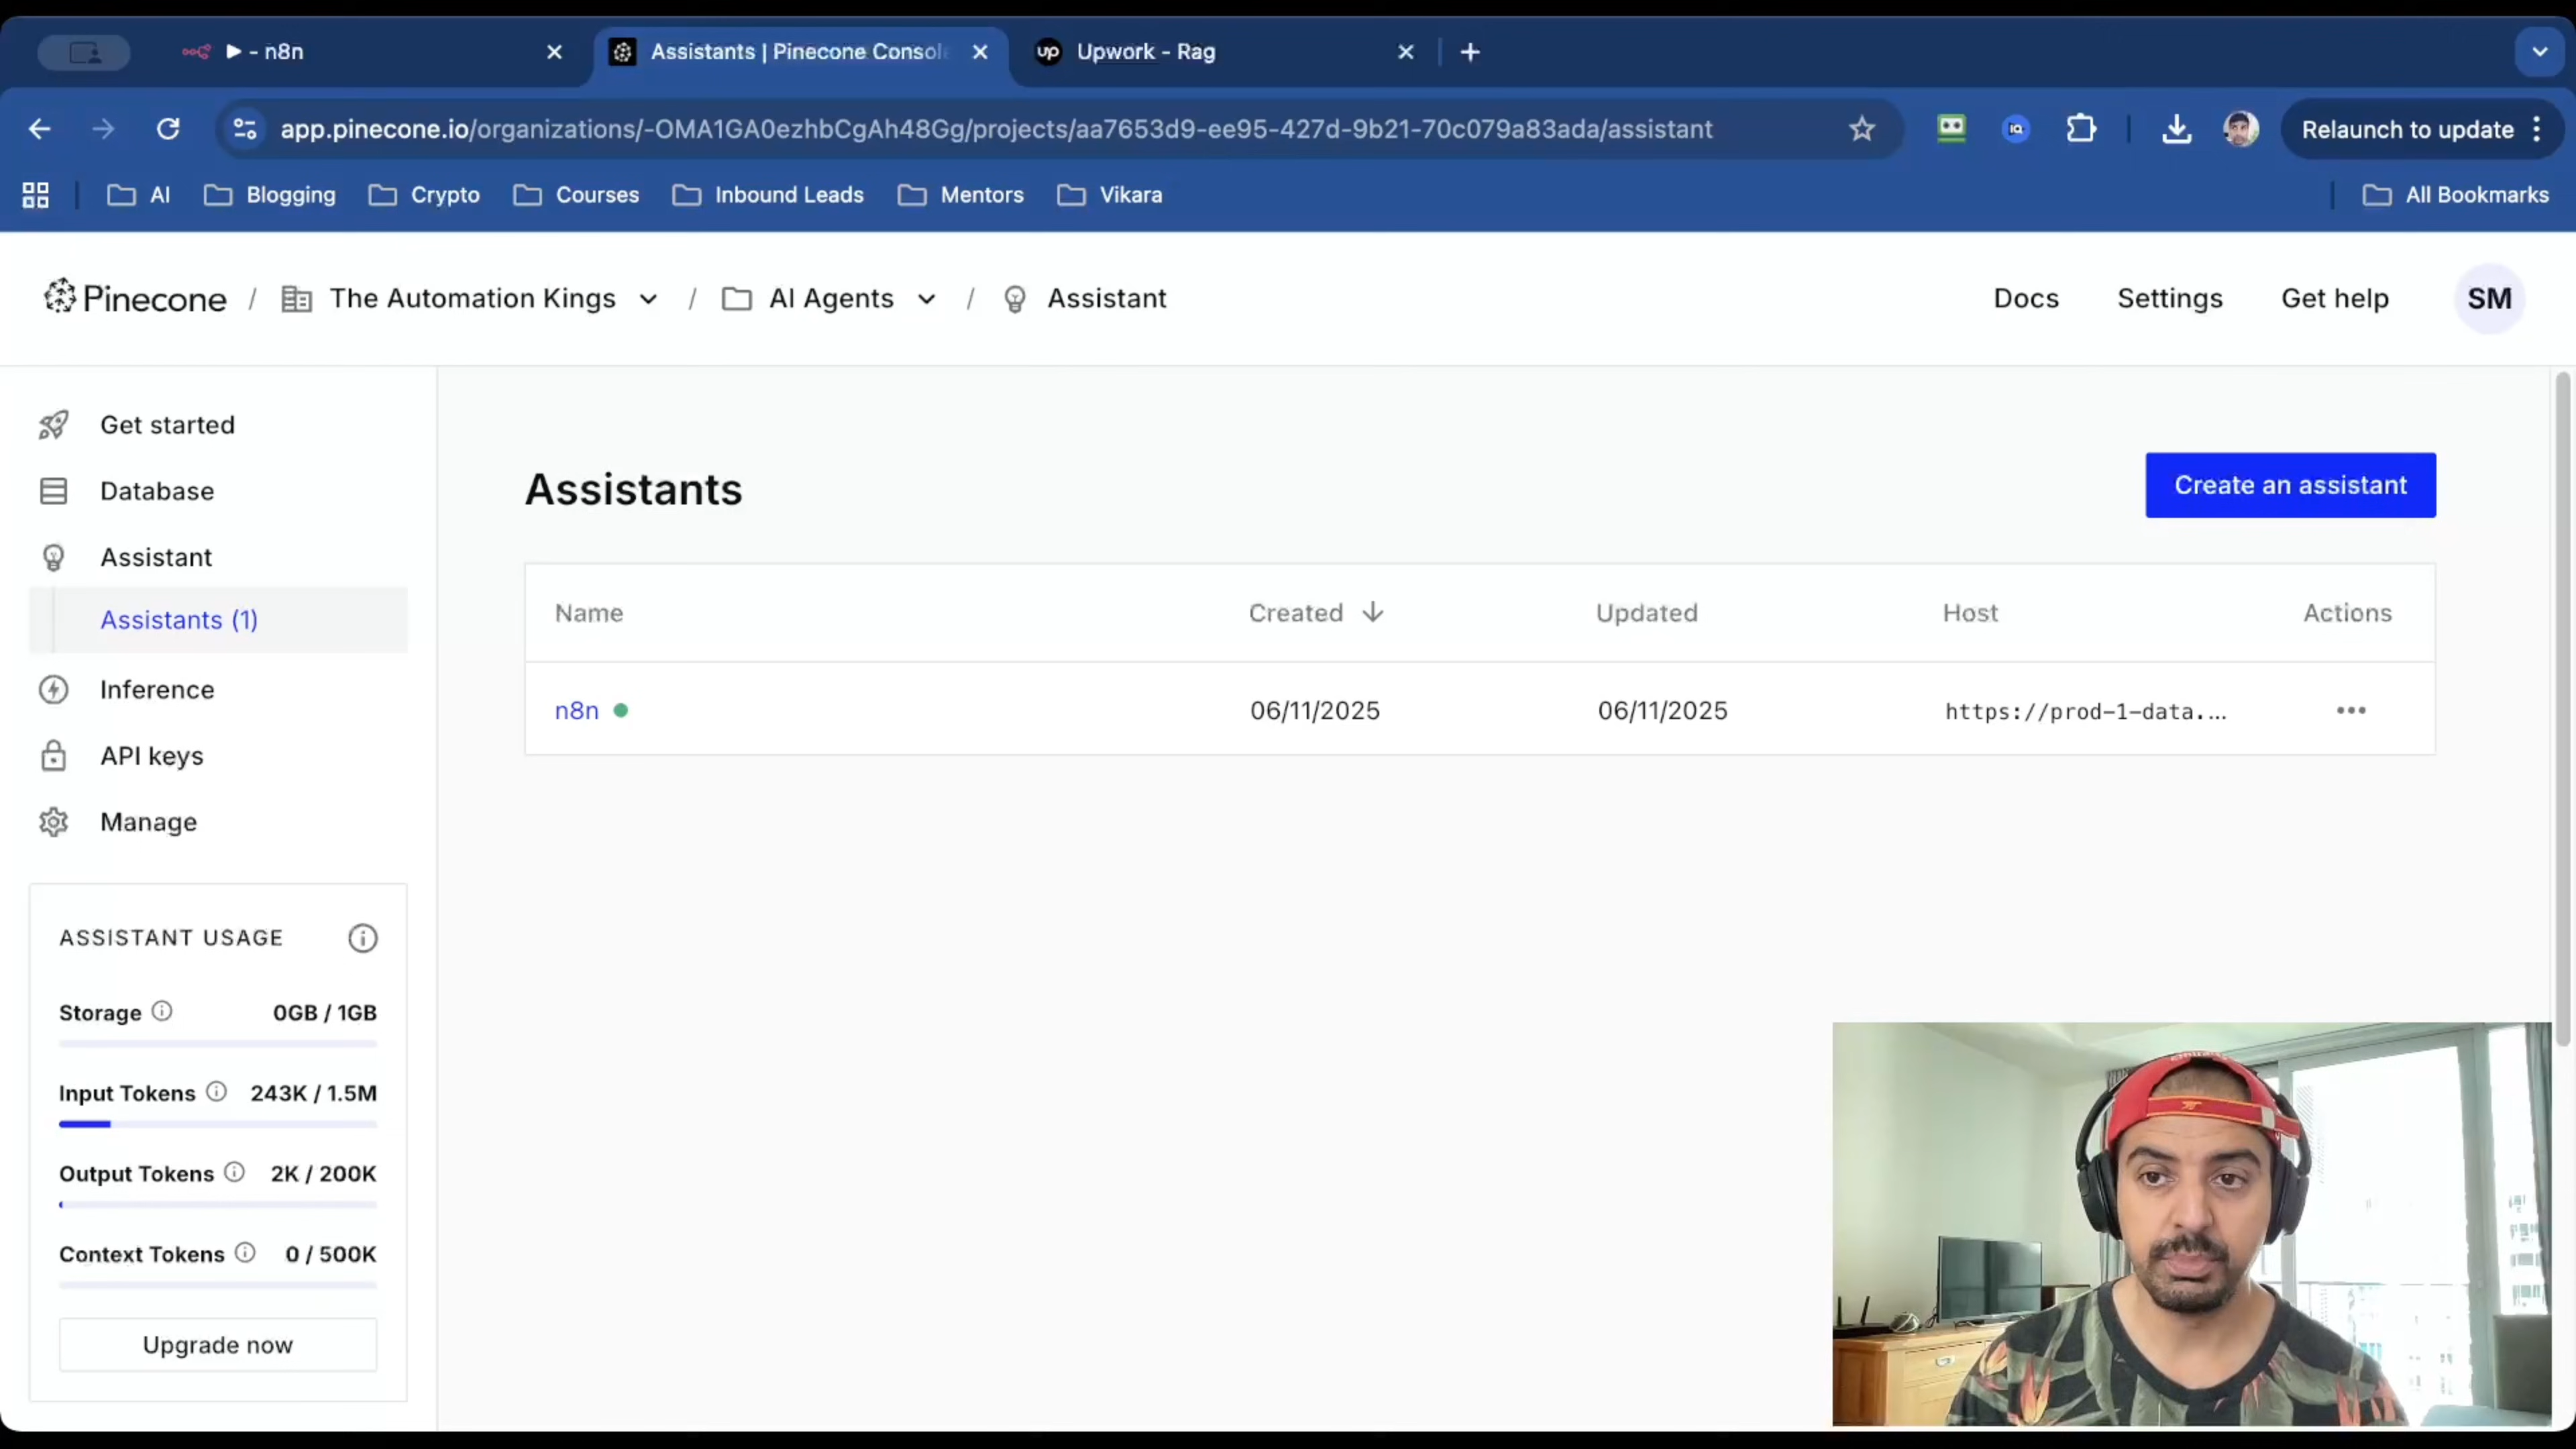 - n8n
Assistants | Pinecone Console
Upwork - Rag
app.pinecone.io/organizations/-OMA1GA0ezhbCgAh48Gg/projects/aa7653d9-ee95-427d-9b21-70c079a83ada/assistant
Relaunch to update
AI
Blogging
Crypto
Courses
Inbound Leads
Mentors
Vikara
All Bookmarks
Pinecone / The Automation Kings / AI Agents / Assistant
Docs
Settings
Get help
SM
Get started
Database
Assistant
Assistants (1)
Inference
API keys
Manage
ASSISTANT USAGE
Storage 0GB / 1GB
Input Tokens 243K / 1.5M
Output Tokens 2K / 200K
Context Tokens 0 / 500K
Upgrade now
Assistants
Create an assistant
Name Created Updated Host Actions
n8n 06/11/2025 06/11/2025 https://prod-1-data....